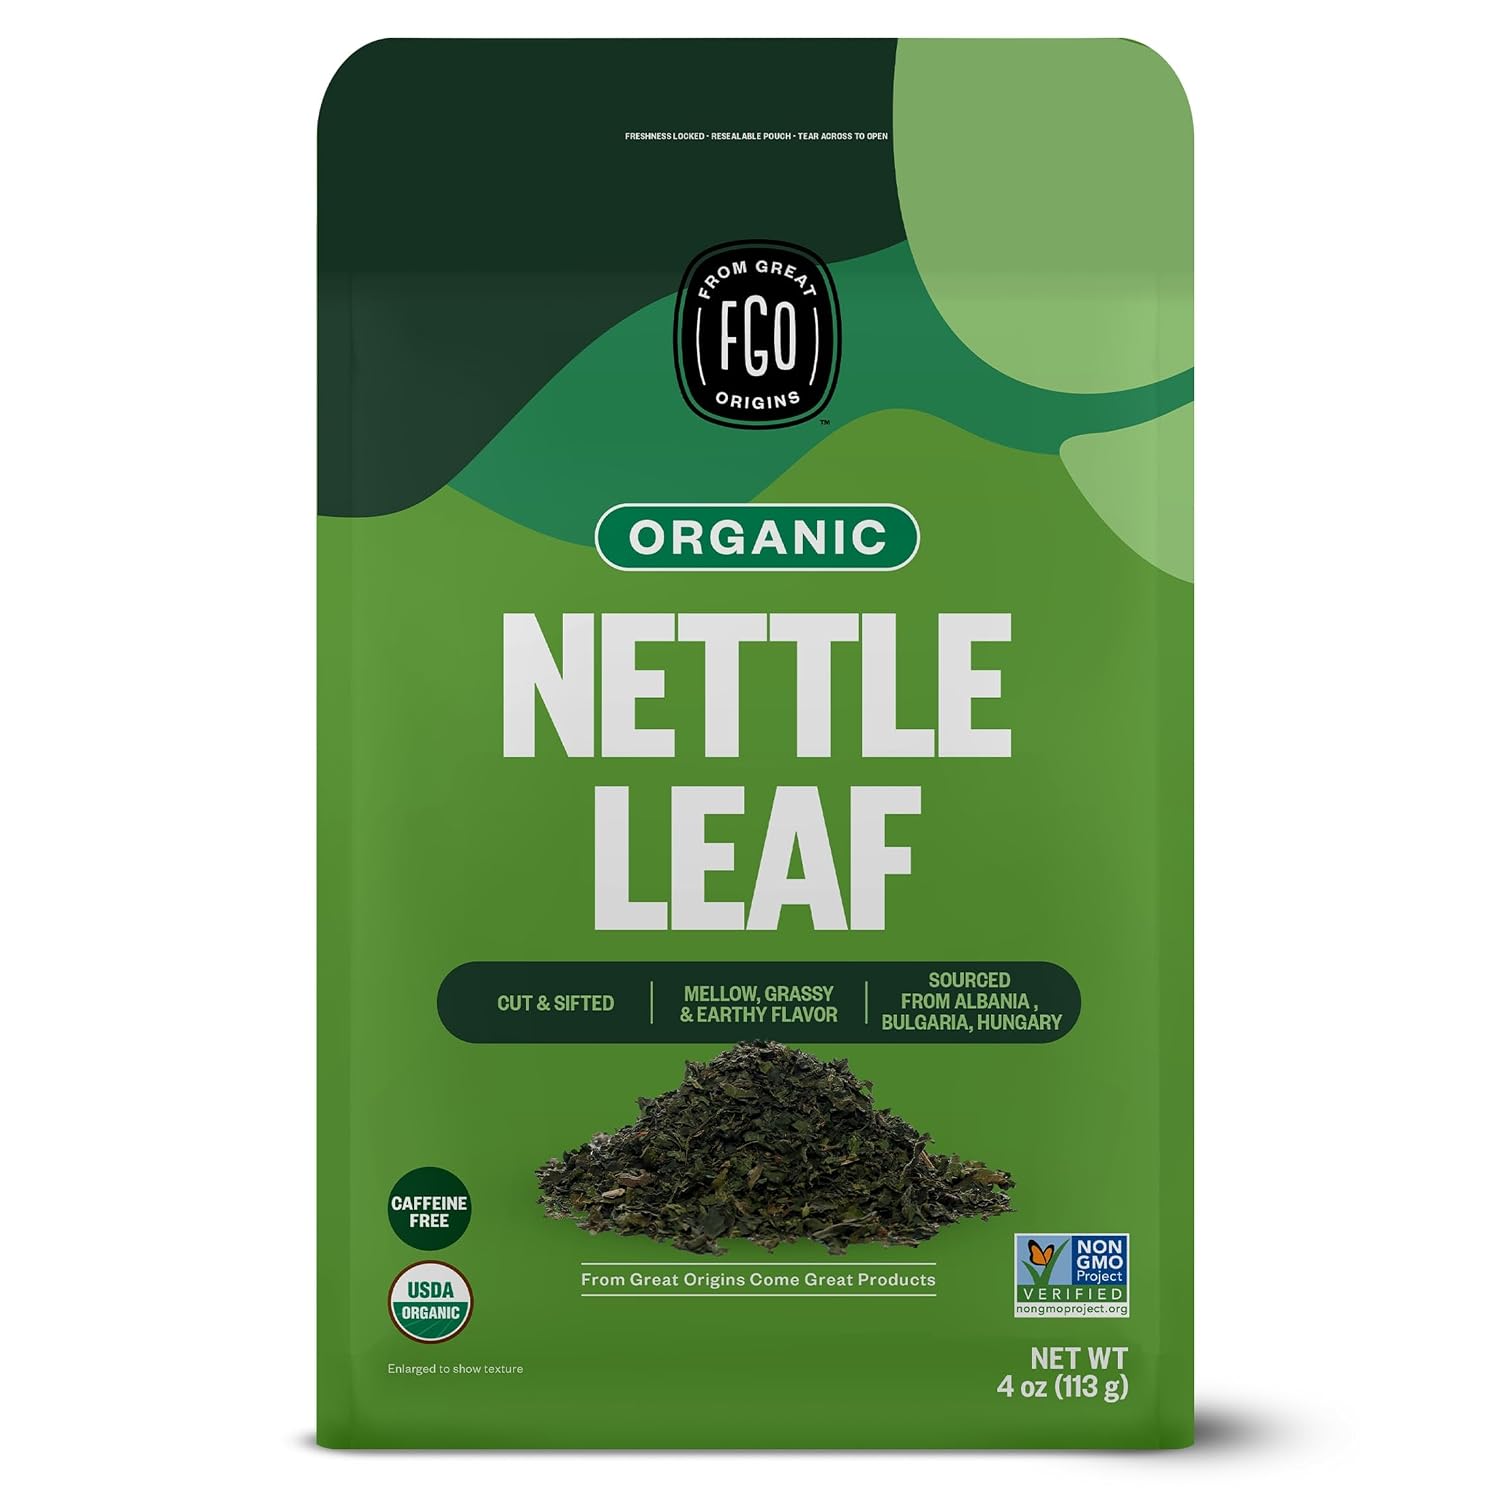 FRESHNESS LOCKED - RESEALABLE POUCH - TEAR ACROSS TO OPEN
FROM GREAT
FGO
ORIGINS
™
ORGANIC
NETTLE
LEAF
CUT & SIFTED
MELLOW, GRASSY
& EARTHY FLAVOR
SOURCED
FROM ALBANIA ,
BULGARIA, HUNGARY
CAFFEINE
FREE
USDA
ORGANIC
From Great Origins Come Great Products
NON
GMO
Project
VERIFIED
nongmoproject.org
Enlarged to show texture
NET WT
4 oz (113 g)